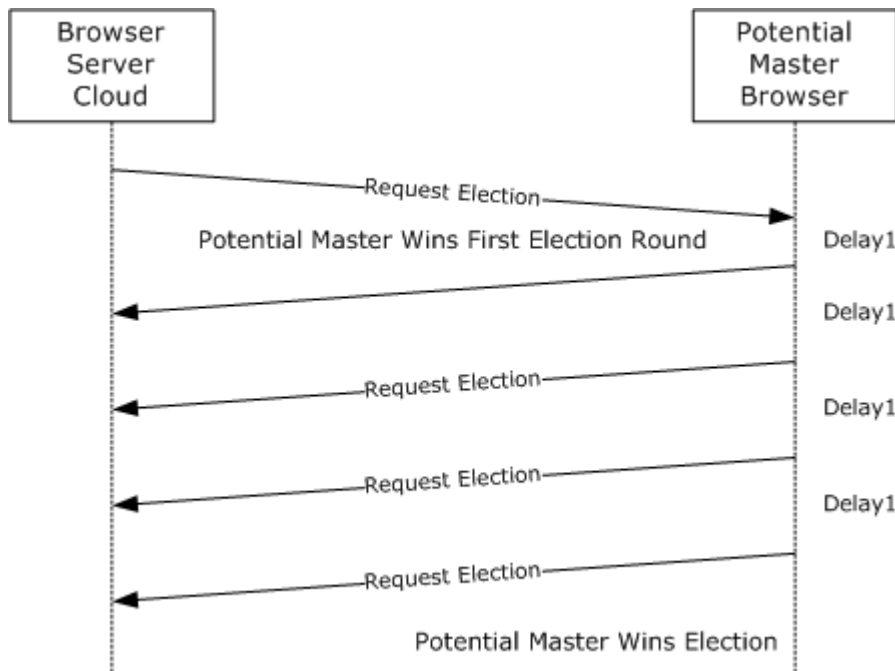 Browser
Server
Cloud
Potential
Master
Browser
Request Election
Potential Master Wins First Election Round
Delay1
Delay1
Request Election
Delay1
Request Election
Delay1
Request Election
Potential Master Wins Election